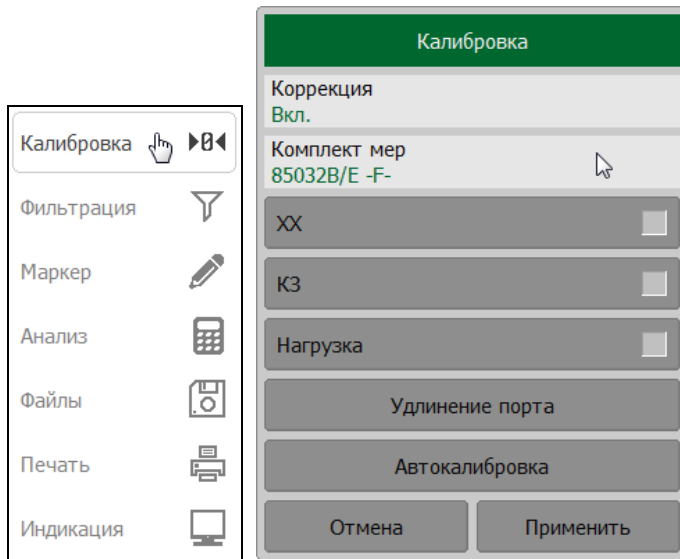 Калибровка
Фильтрация
Маркер
Анализ
Файлы
Печать
Индикация
Калибровка
Коррекция
Вкл.
Комплект мер
85032B/E -F-
ХХ
КЗ
Нагрузка
Удлинение порта
Автокалибровка
Отмена Применить